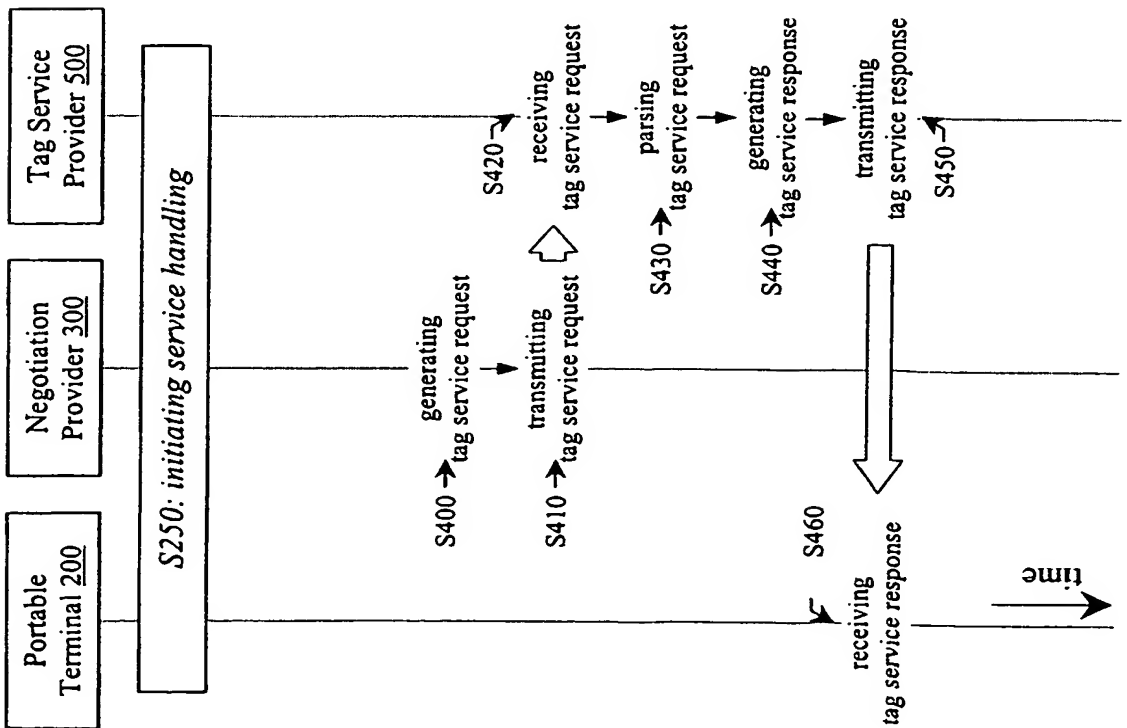 Portable
Terminal 200
Negotiation
Provider 300
Tag Service
Provider 500
S250: initiating service handling
S400
generating
tag service request
S410
transmitting
tag service request
S420
receiving
tag service request
S430
parsing
tag service request
S440
generating
tag service response
transmitting
tag service response
S450
S460
receiving
tag service response
time